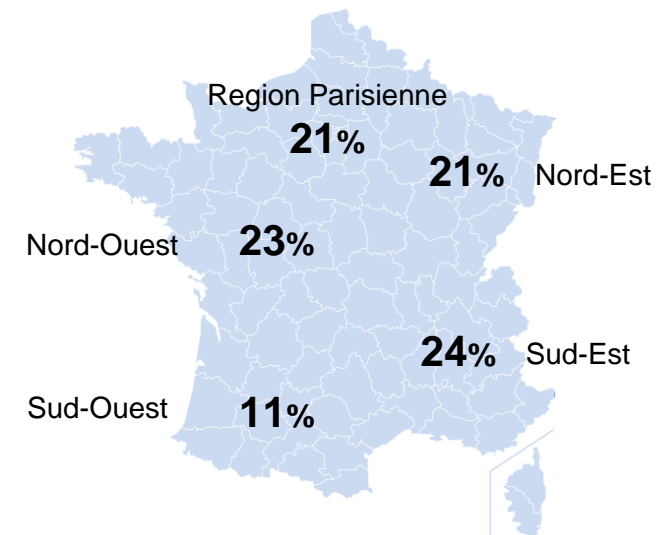 Region Parisienne
21%
21% Nord-Est
Nord-Ouest 23%
24% Sud-Est
Sud-Ouest 11%